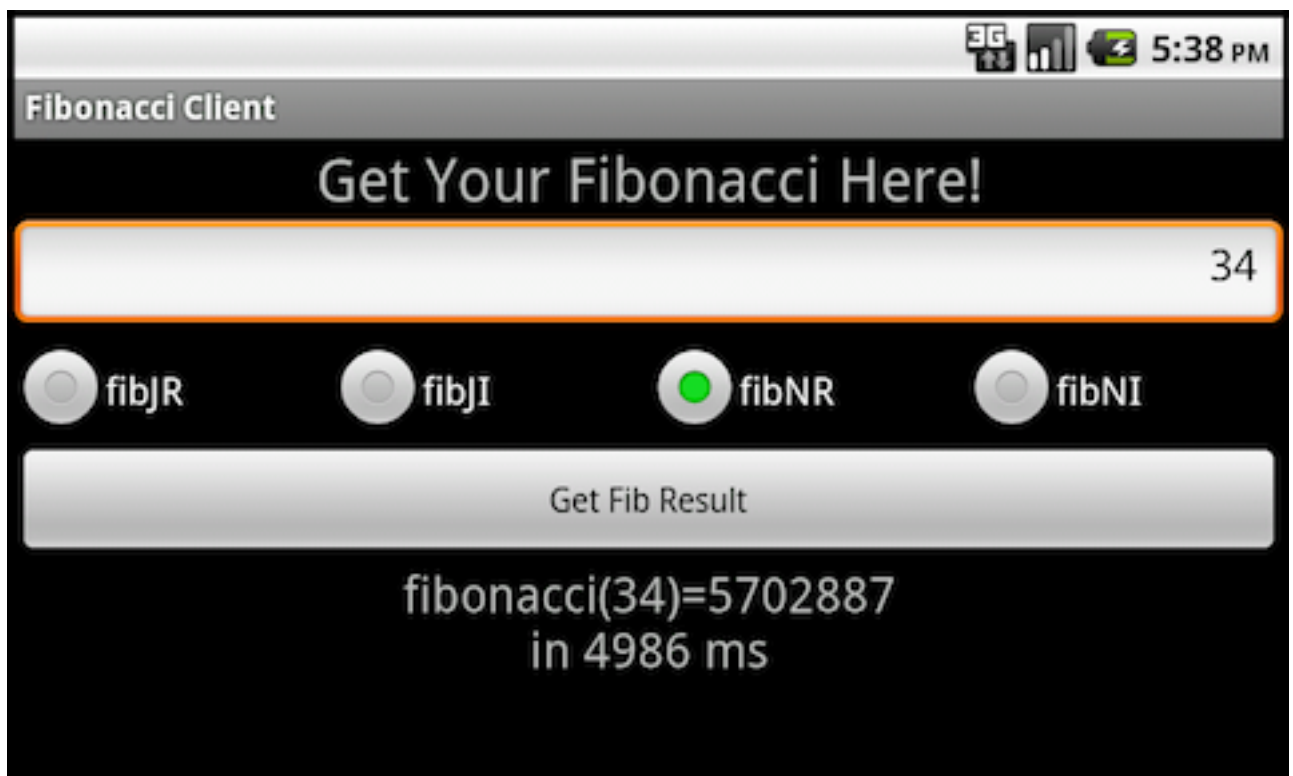 3G 5:38 PM
Fibonacci Client
Get Your Fibonacci Here!
34
fibJR fibJI fibNR fibNI
Get Fib Result
fibonacci(34)=5702887
in 4986 ms